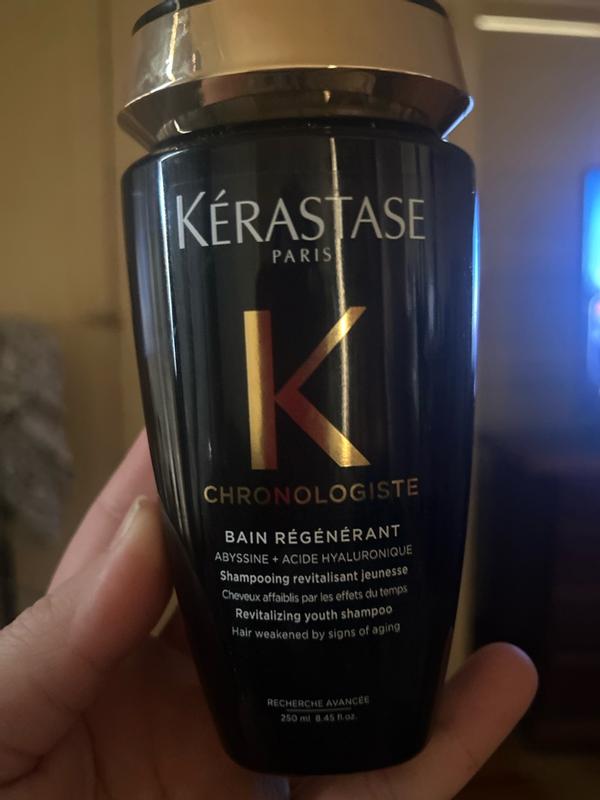 KÉRASTASE
PARIS
K
CHRONOLOGISTE
BAIN RÉGÉNÉRANT
ABYSSINE + ACIDE HYALURONIQUE
Shampooing revitalisant jeunesse
Cheveux affaiblis par les effets du temps
Revitalizing youth shampoo
Hair weakened by signs of aging
RECHERCHE AVANCÉE
250 ml 8.45 fl.oz.